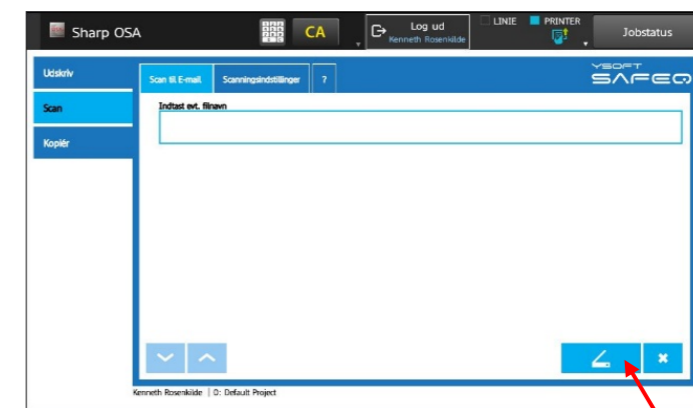 Sharp OSA
CA
Log ud
Kenneth Rosenkilde
LINIE
PRINTER
Jobstatus
Udskriv
Scan
Kopiér
Scan til E-mail
Scanningsindstillinger
?
YSOFT
SAFEQ
Indtast evt. filnavn
Kenneth Rosenkilde | 0: Default Project